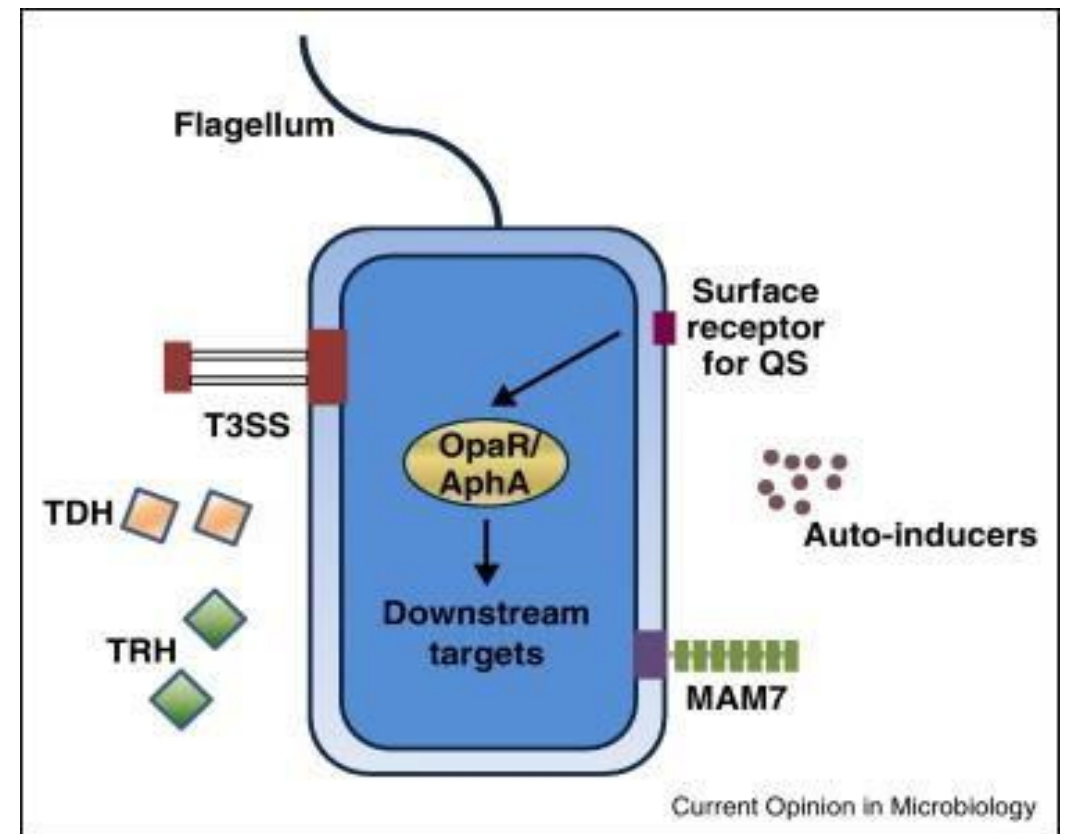 Flagellum
Surface
receptor
for QS
T3SS
OpaR/
AphA
TDH
Auto-inducers
Downstream
targets
TRH
MAM7
Current Opinion in Microbiology